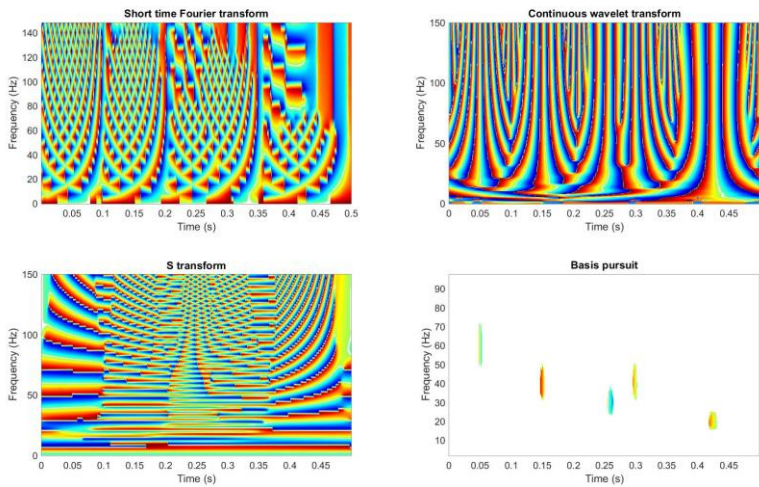 Short time Fourier transform
Frequency (Hz)
140
120
100
80
60
40
20
0
0 0.05 0.1 0.15 0.2 0.25 0.3 0.35 0.4 0.45 0.5
Time (s)
Continuous wavelet transform
Frequency (Hz)
150
100
50
0
0 0.05 0.1 0.15 0.2 0.25 0.3 0.35 0.4 0.45
Time (s)
S transform
Frequency (Hz)
150
100
50
0
0 0.05 0.1 0.15 0.2 0.25 0.3 0.35 0.4 0.45
Time (s)
Basis pursuit
Frequency (Hz)
90
80
70
60
50
40
30
20
10
0 0.05 0.1 0.15 0.2 0.25 0.3 0.35 0.4 0.45
Time (s)